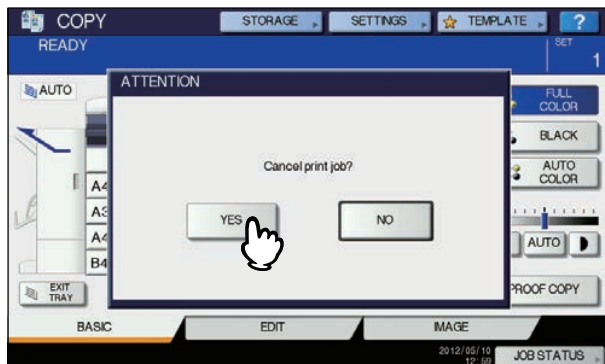 COPY
STORAGE
SETTINGS
TEMPLATE
?
READY
SET
1
AUTO
ATTENTION
FULL
COLOR
BLACK
Cancel print job?
AUTO
COLOR
A4
A3
YES
NO
A4
AUTO
B4
EXIT
TRAY
PROOF COPY
BASIC
EDIT
IMAGE
2012/05/10
12:59
JOB STATUS